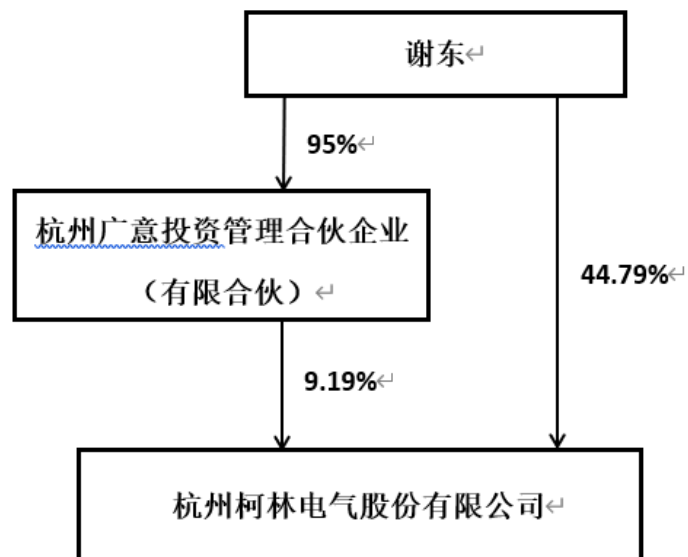 谢东↵
95%↵
杭州广意投资管理合伙企业
（有限合伙）↵
44.79%↵
9.19%↵
杭州柯林电气股份有限公司↵